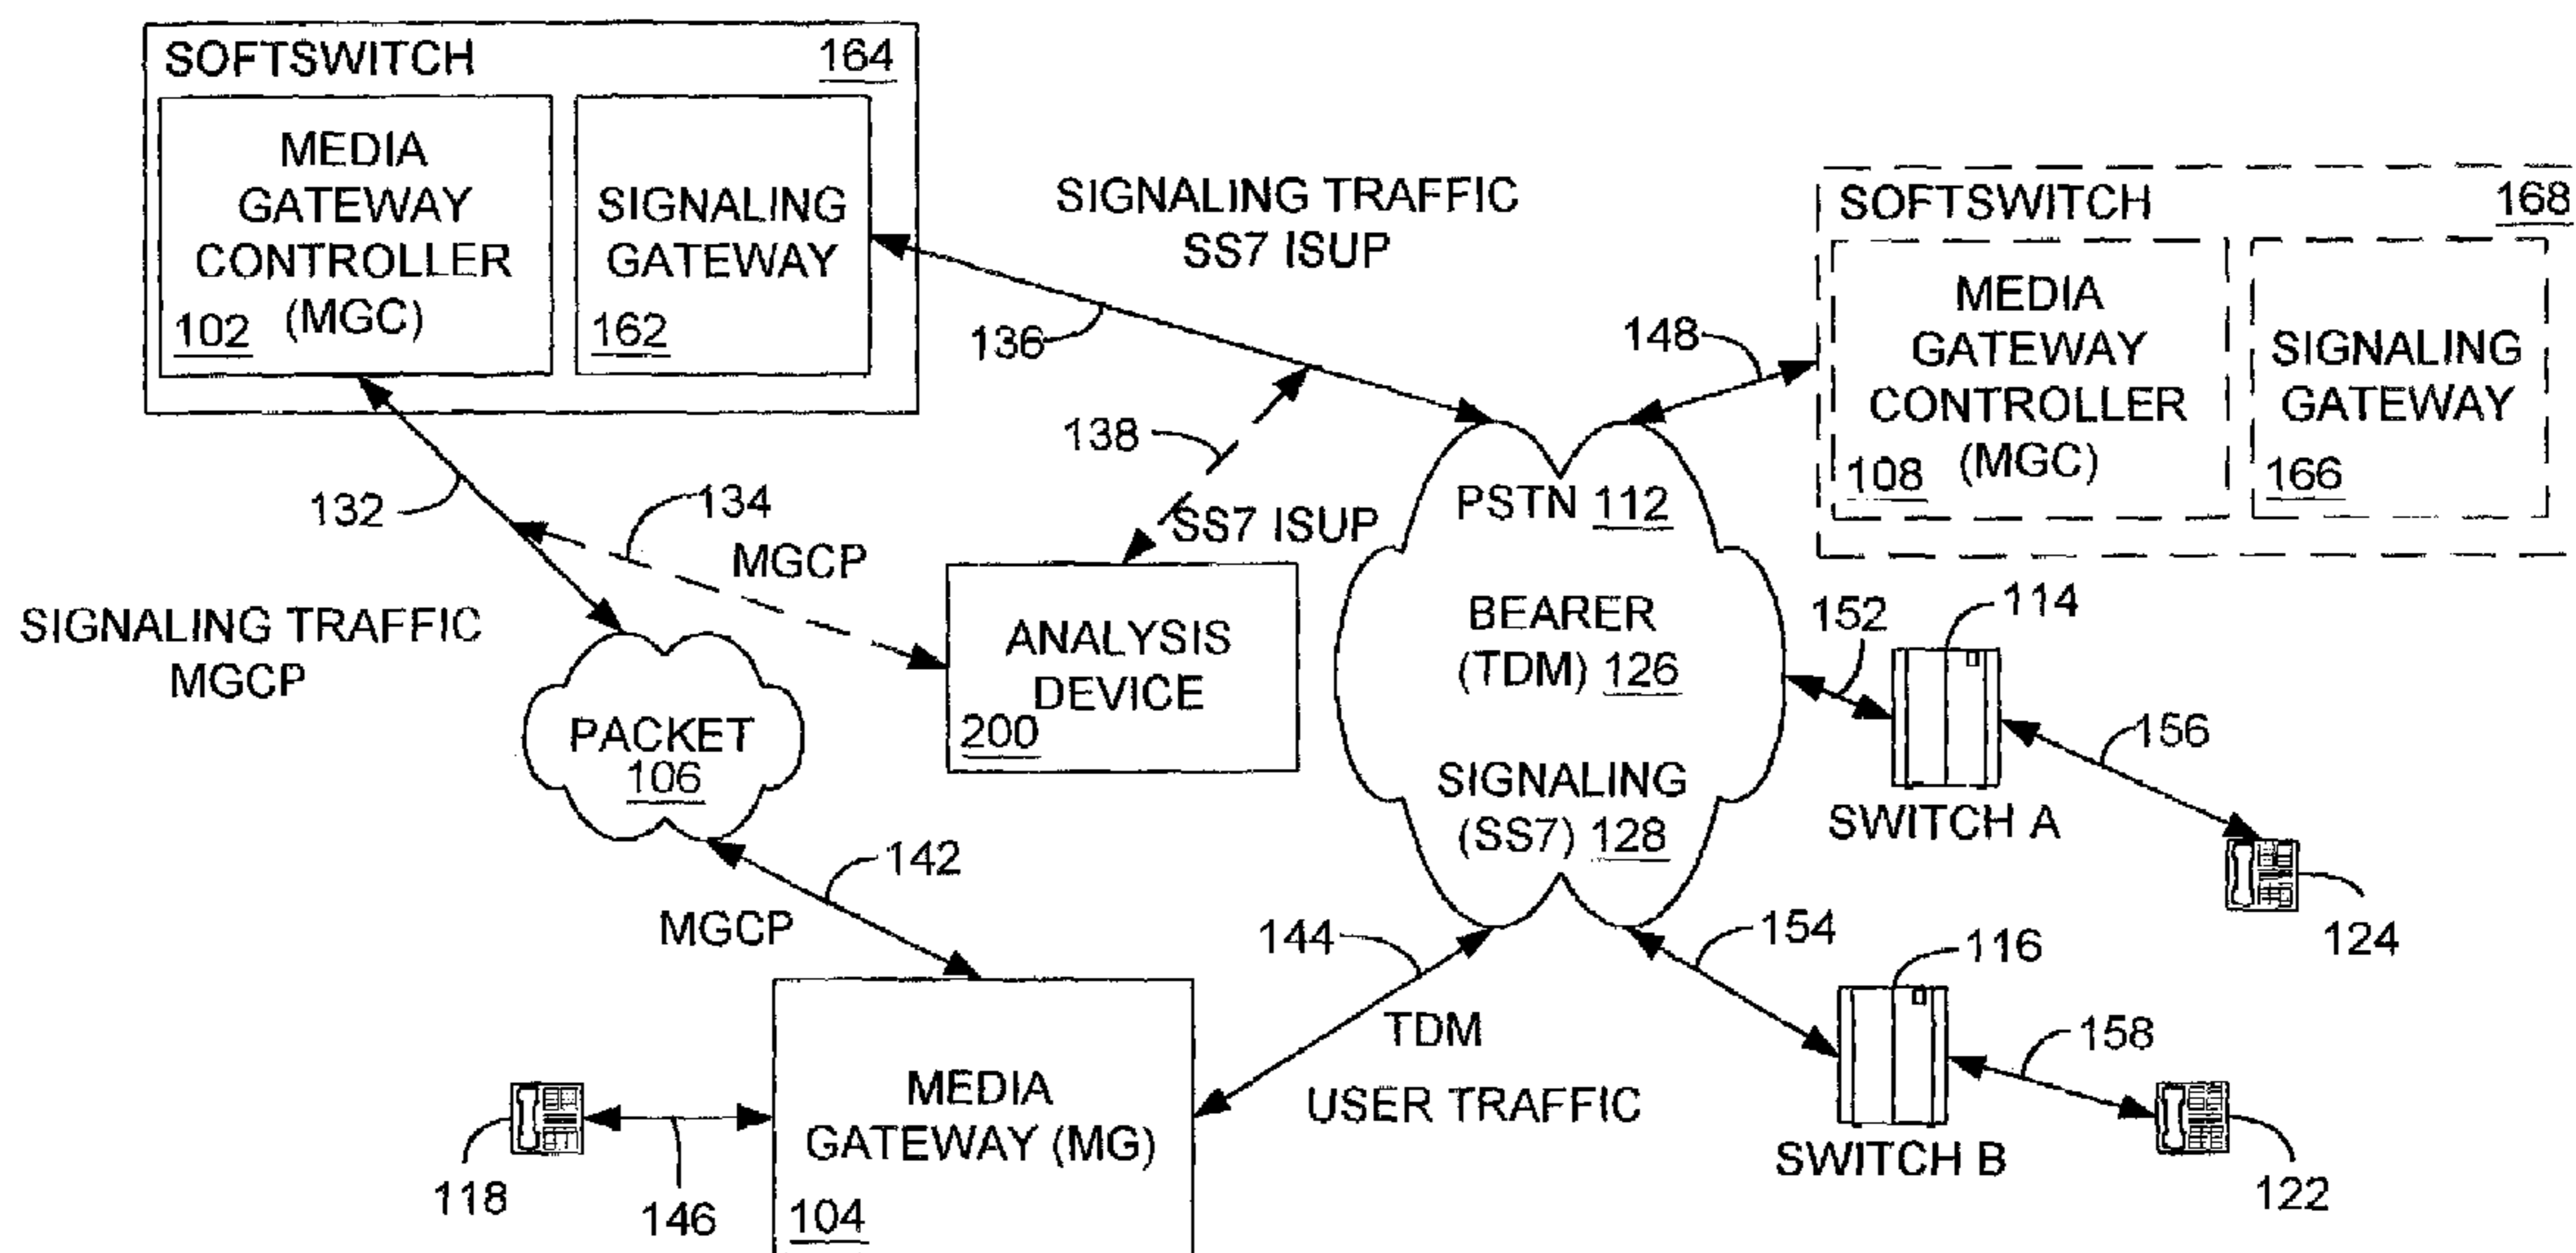 SOFTSWITCH 164
MEDIA
GATEWAY
CONTROLLER
(MGC)
102
SIGNALING
GATEWAY
162
SIGNALING TRAFFIC
SS7 ISUP
136
138
SS7 ISUP
148
SOFTSWITCH 168
MEDIA
GATEWAY
CONTROLLER
(MGC)
108
SIGNALING
GATEWAY
166
132
134
MGCP
SIGNALING TRAFFIC
MGCP
PACKET
106
ANALYSIS
DEVICE
200
PSTN 112
BEARER
(TDM) 126
SIGNALING
(SS7) 128
152
114
156
SWITCH A
124
142
MGCP
144
TDM
USER TRAFFIC
154
116
158
SWITCH B
122
118
146
MEDIA
GATEWAY (MG)
104